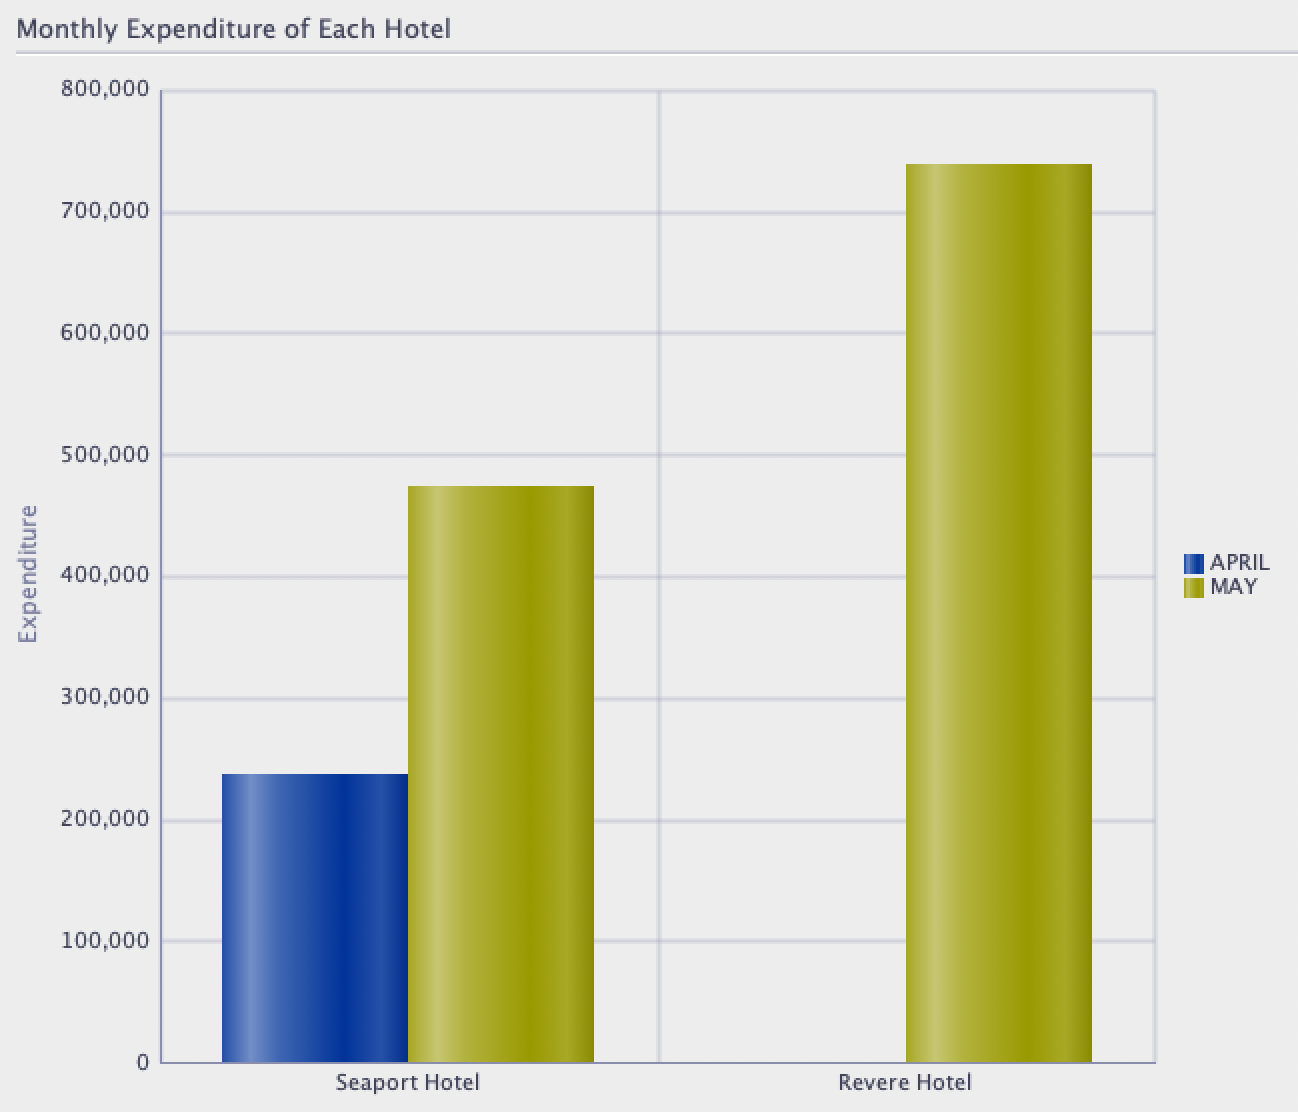 Monthly Expenditure of Each Hotel
800,000
700,000
600,000
500,000
400,000
300,000
200,000
100,000
0
Expenditure
Seaport Hotel
Revere Hotel
APRIL
MAY